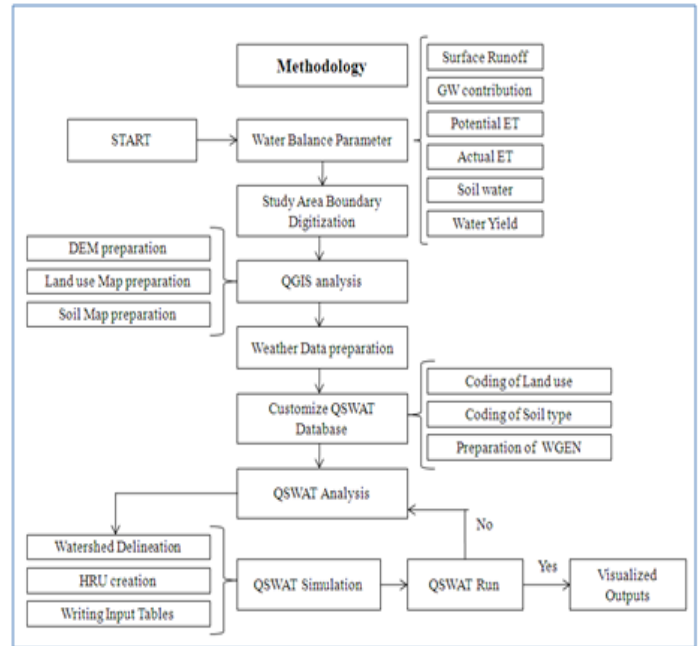 Methodology
START
Water Balance Parameter
Surface Runoff
GW contribution
Potential ET
Actual ET
Soil water
Water Yield
Study Area Boundary
Digitization
DEM preparation
Land use Map preparation
Soil Map preparation
QGIS analysis
Weather Data preparation
Customize QSWAT
Database
Coding of Land use
Coding of Soil type
Preparation of WGEN
QSWAT Analysis
Watershed Delineation
HRU creation
Writing Input Tables
QSWAT Simulation
QSWAT Run
No
Yes
Visualized
Outputs